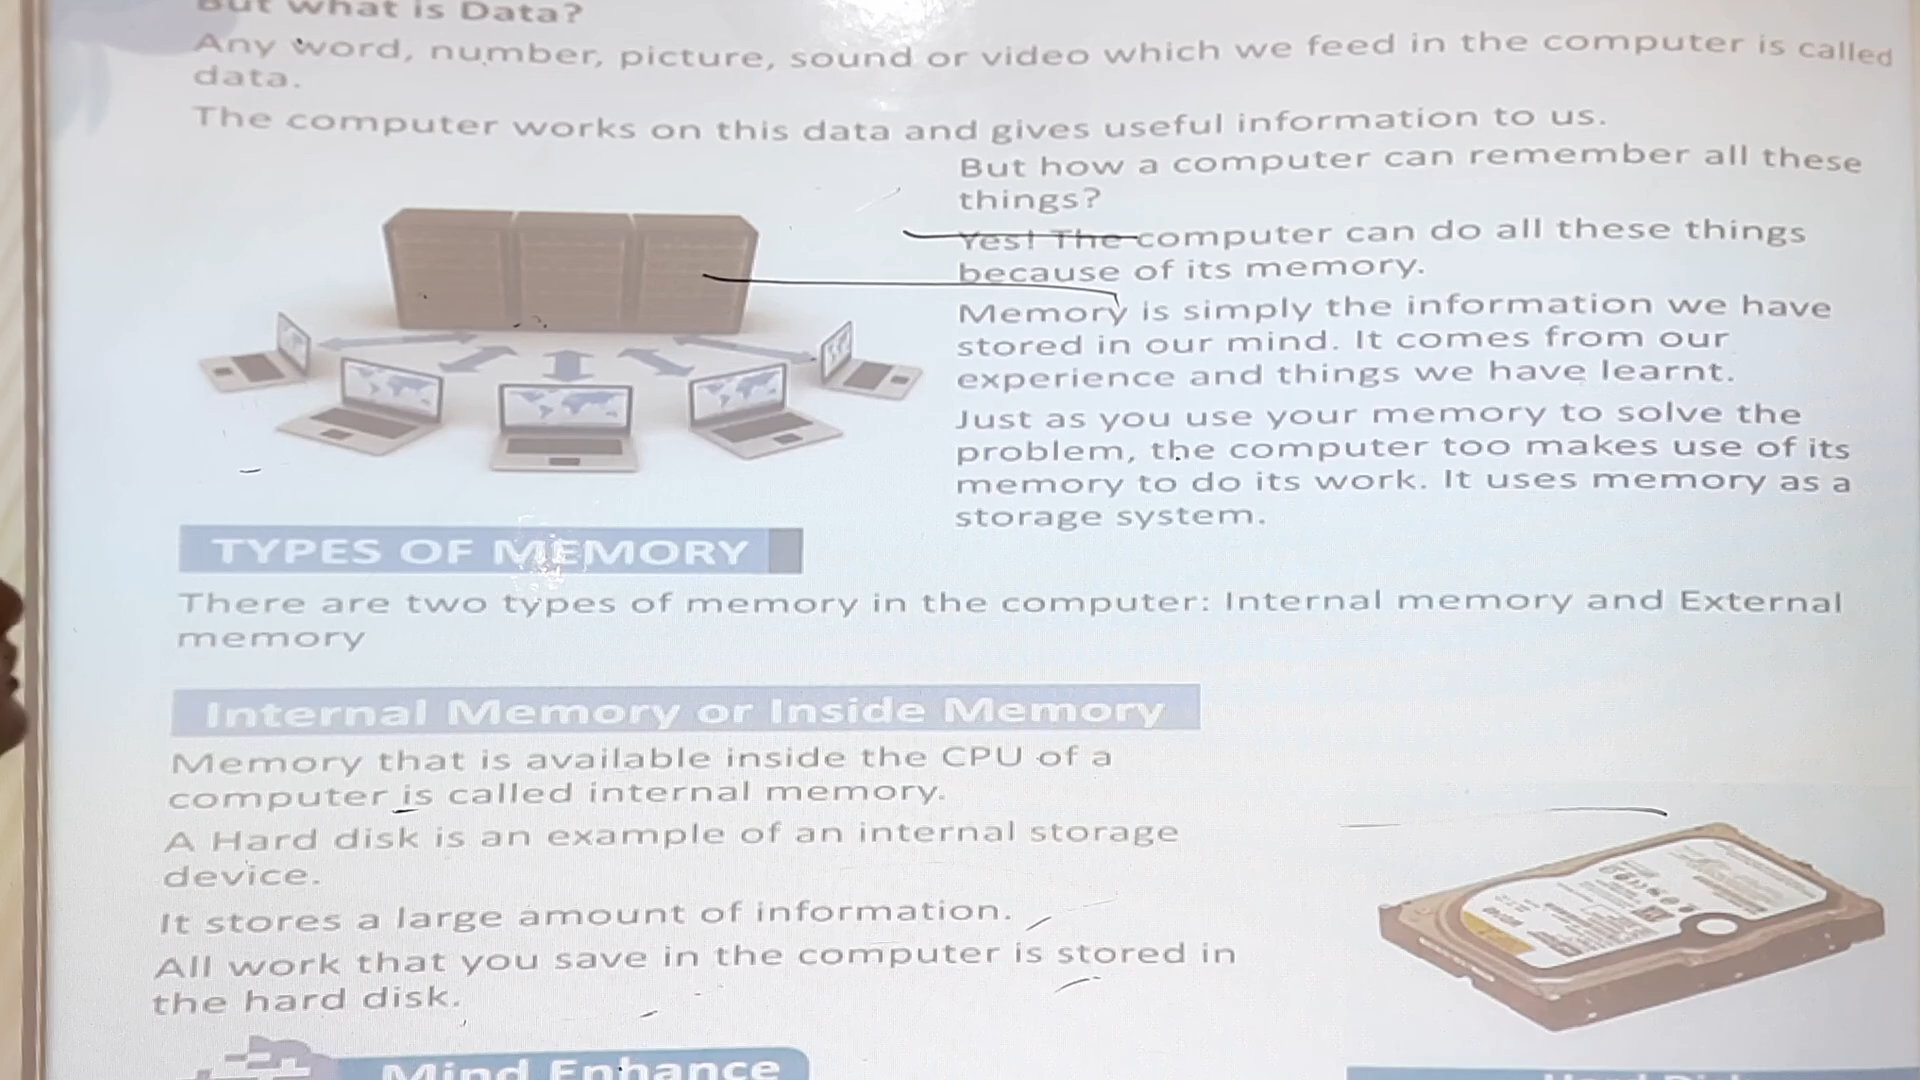 But what is Data?
Any word, number, picture, sound or video which we feed in the computer is called
data.
The computer works on this data and gives useful information to us.
But how a computer can remember all these
things?
Yes! The computer can do all these things
because of its memory.
Memory is simply the information we have
stored in our mind. It comes from our
experience and things we have learnt.
Just as you use your memory to solve the
problem, the computer too makes use of its
memory to do its work. It uses memory as a
storage system.
TYPES OF MEMORY
There are two types of memory in the computer: Internal memory and External
memory
Internal Memory or Inside Memory
Memory that is available inside the CPU of a
computer is called internal memory.
A Hard disk is an example of an internal storage
device.
It stores a large amount of information.
All work that you save in the computer is stored in
the hard disk.
Mind Enhance